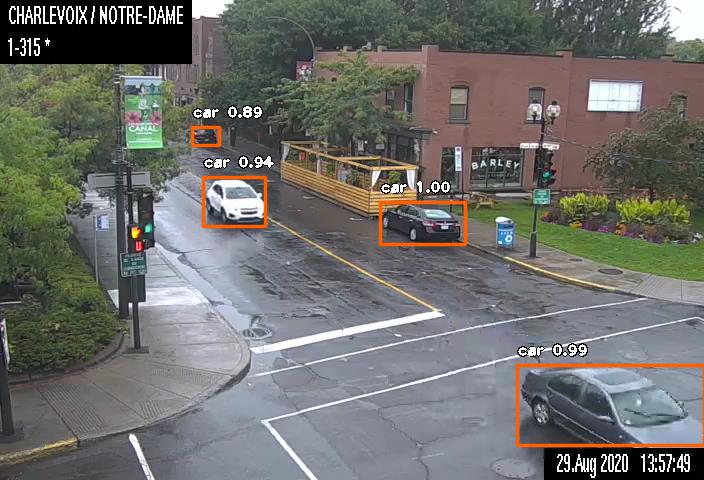 CHARLEVOIX / NOTRE-DAME
1-315 *
car 0.89
car 0.94
CANAL
car 1.00
BARLEY
car 0.99
29.Aug 2020 13:57:49